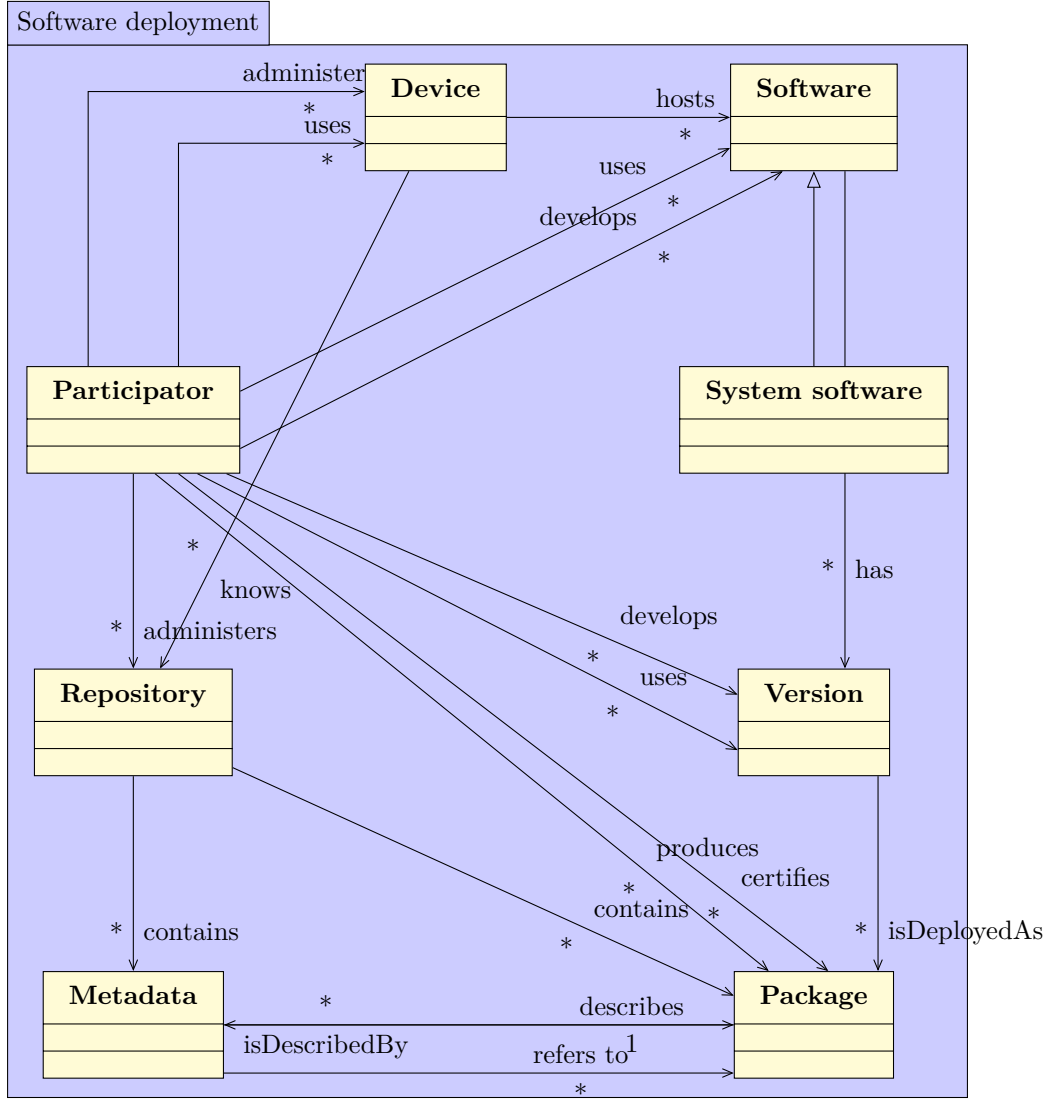 Software deployment
administer
Device
hosts
Software
*
uses
*
*
uses
*
develops
*
Participator
System software
*
knows
*
has
*
administers
develops
*
uses
*
Repository
Version
produces
certifies
*
contains
*
*
contains
*
*
isDeployedAs
Metadata
*
describes
Package
isDescribedBy
refers to
1
*